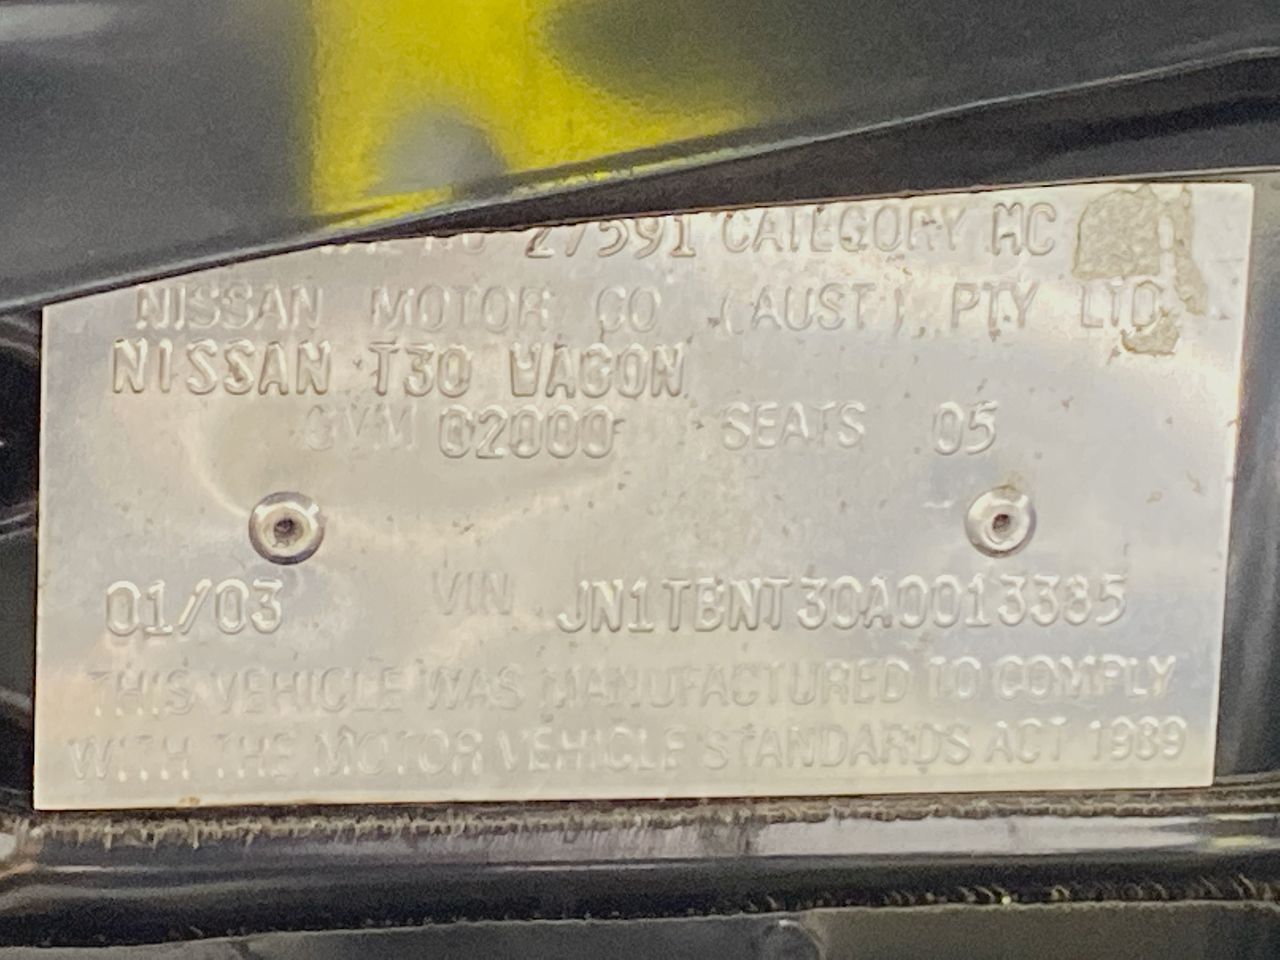 NO 27591 CATEGORY MC
NISSAN MOTOR CO (AUST) PTY LTD
NISSAN T30 WAGON
GVM 02000 SEATS 05
01/03 VIN JN1TBNT30A0013385
THIS VEHICLE WAS MANUFACTURED TO COMPLY
WITH THE MOTOR VEHICLE STANDARDS ACT 1989